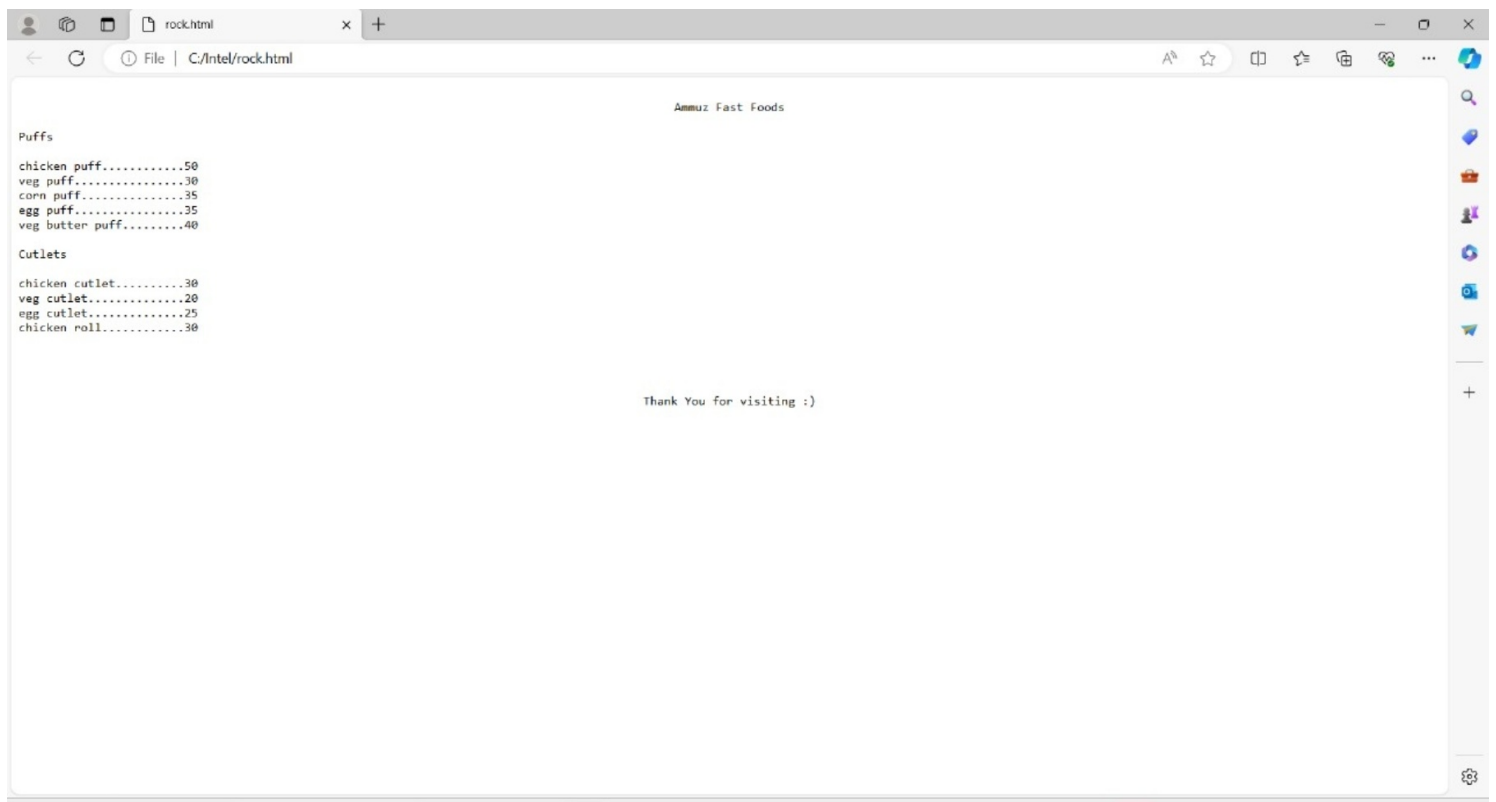 rock.html
File | C:/Intel/rock.html
Ammuz Fast Foods
Puffs
chicken puff............50
veg puff................30
corn puff...............35
egg puff................35
veg butter puff.........40
Cutlets
chicken cutlet..........30
veg cutlet..............20
egg cutlet..............25
chicken roll............30
Thank You for visiting :)